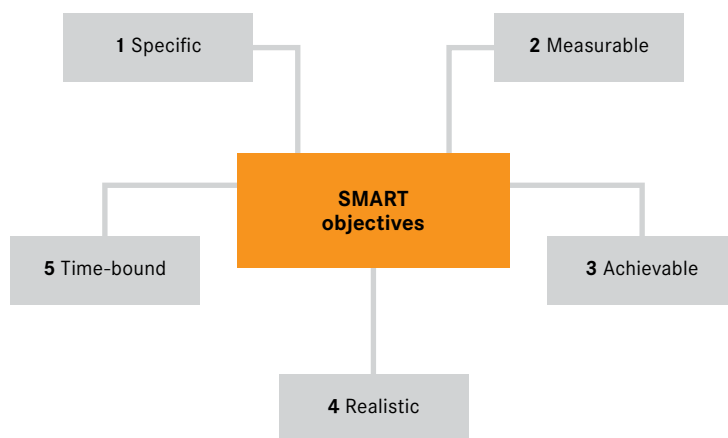 1 Specific
2 Measurable
SMART
objectives
5 Time-bound
3 Achievable
4 Realistic